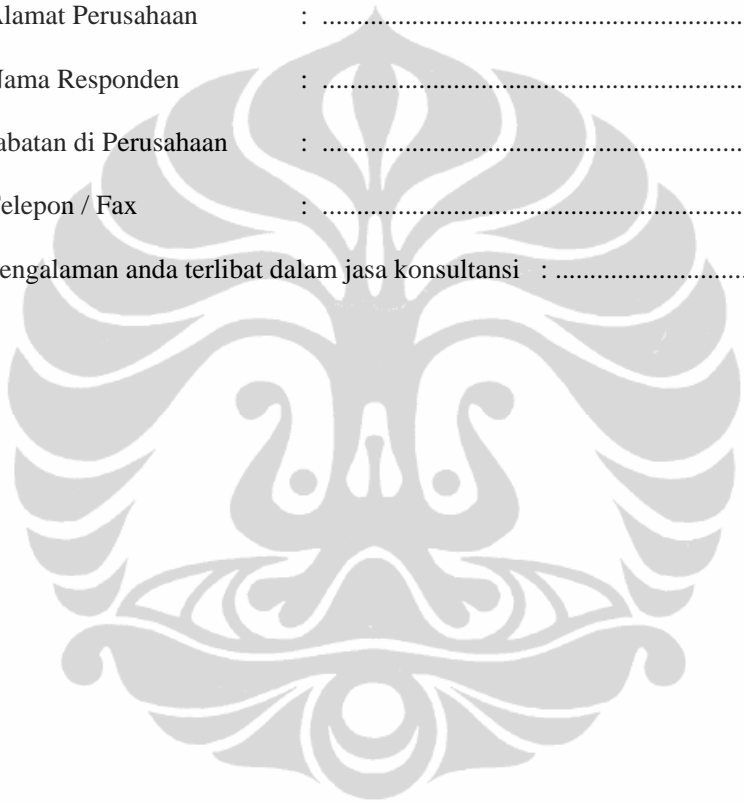 Alamat Perusahaan : ........................................................................
Nama Responden : ........................................................................
abatan di Perusahaan : ........................................................................
Telepon / Fax : ........................................................................
engalaman anda terlibat dalam jasa konsultansi : .................................